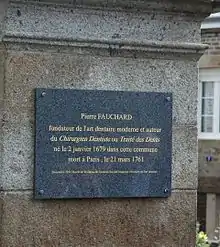 Pierre FAUCHARD
fondateur de l'art dentaire moderne et auteur
du Chirurgien Dentiste ou Traité des Dents
né le 2 janvier 1679 dans cette commune
mort à Paris, le 21 mars 1761